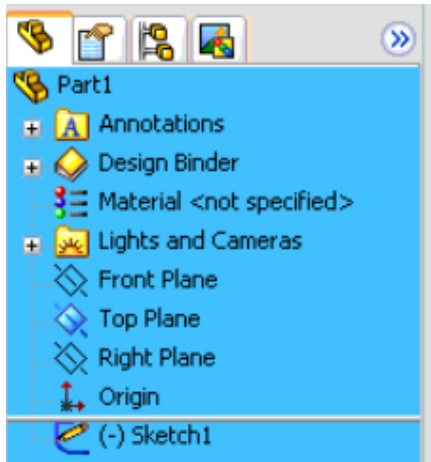 Part1
Annotations
Design Binder
Material <not specified>
Lights and Cameras
Front Plane
Top Plane
Right Plane
Origin
(-) Sketch1